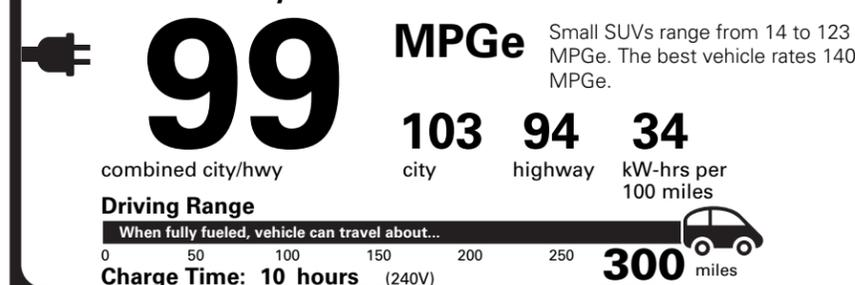 99
MPGe
Small SUVs range from 14 to 123
MPGe. The best vehicle rates 140
MPGe.
103 94 34
combined city/hwy city highway kW-hrs per
100 miles
Driving Range
When fully fueled, vehicle can travel about...
0 50 100 150 200 250 300 miles
Charge Time: 10 hours (240V)